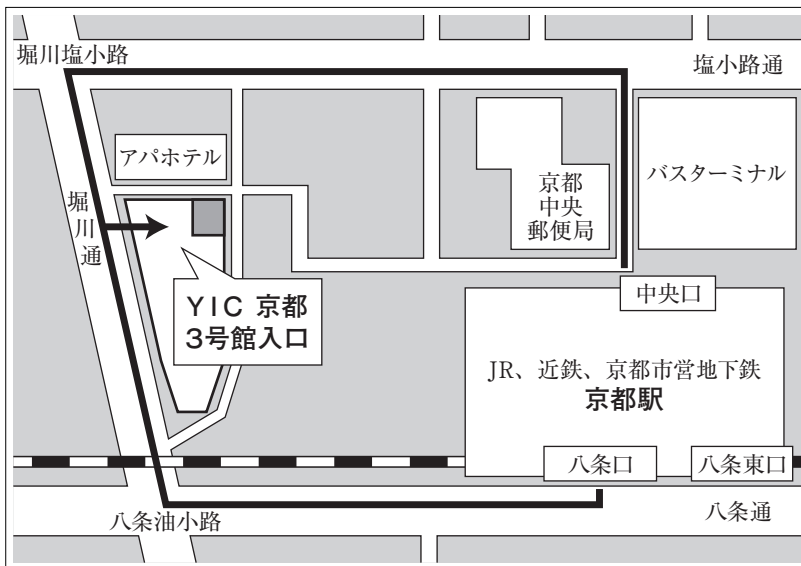 堀川塩小路
塩小路通
アパホテル
京都
中央
郵便局
バスターミナル
堀川通
YIC 京都
3号館入口
中央口
JR、近鉄、京都市営地下鉄
京都駅
八条口
八条東口
八条油小路
八条通